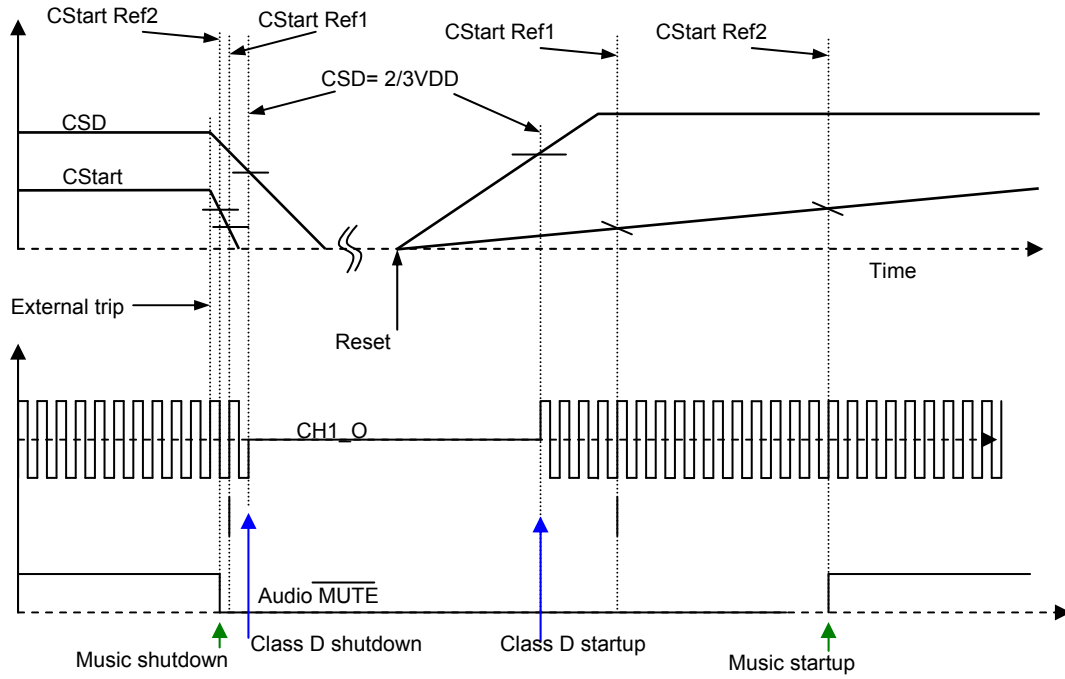 CStart Ref2
CStart Ref1
CStart Ref1
CStart Ref2
CSD= 2/3VDD
CSD
CStart
Time
External trip
Reset
CH1_O
Audio MUTE
Music shutdown
Class D shutdown
Class D startup
Music startup